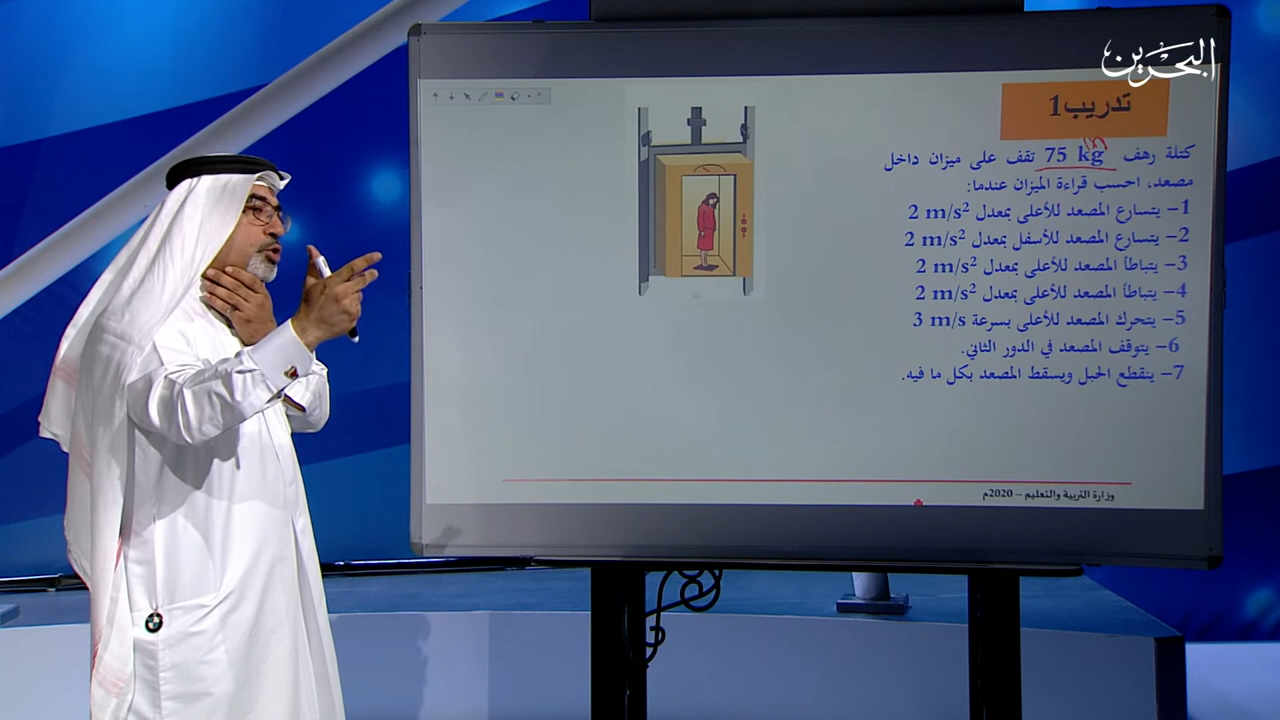 البحرين
تدريب1
كتلة رهف 75 kg تقف على ميزان داخل
مصعد، احسب قراءة الميزان عندما:
1– يتسارع المصعد للأعلى بمعدل 2 m/s²
2– يتسارع المصعد للأسفل بمعدل 2 m/s²
3– يتباطأ المصعد للأعلى بمعدل 2 m/s²
4– يتباطأ المصعد للأعلى بمعدل 2 m/s²
5– يتحرك المصعد للأعلى بسرعة 3 m/s
6– يتوقف المصعد في الدور الثاني.
7– ينقطع الحبل ويسقط المصعد بكل ما فيه.
وزارة التربية والتعليم – 2020م